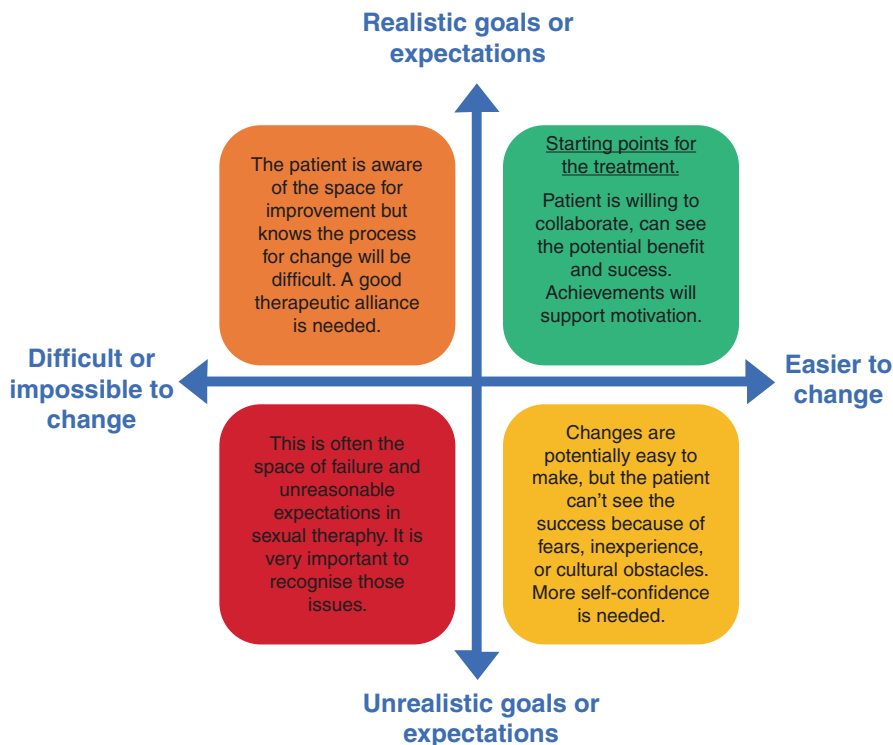 Realistic goals or
expectations
The patient is aware
of the space for
improvement but
knows the process
for change will be
difficult. A good
therapeutic alliance
is needed.
Starting points for
the treatment.
Patient is willing to
collaborate, can see
the potential benefit
and sucess.
Achievements will
support motivation.
Difficult or
impossible to
change
Easier to
change
This is often the
space of failure and
unreasonable
expectations in
sexual theraphy. It is
very important to
recognise those
issues.
Changes are
potentially easy to
make, but the patient
can’t see the
success because of
fears, inexperience,
or cultural obstacles.
More self-confidence
is needed.
Unrealistic goals or
expectations